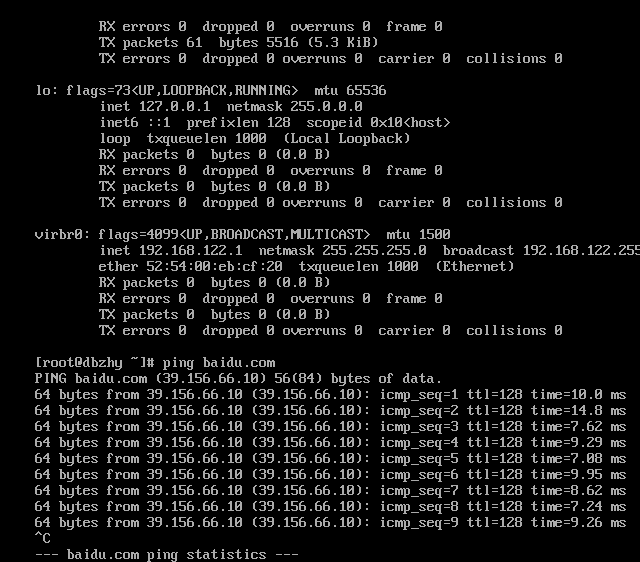 RX errors 0  dropped 0  overruns 0  frame 0
TX packets 61  bytes 5516 (5.3 KiB)
TX errors 0  dropped 0 overruns 0  carrier 0  collisions 0
lo: flags=73<UP,LOOPBACK,RUNNING>  mtu 65536
inet 127.0.0.1  netmask 255.0.0.0
inet6 ::1  prefixlen 128  scopeid 0x10<host>
loop  txqueuelen 1000  (Local Loopback)
RX packets 0  bytes 0 (0.0 B)
RX errors 0  dropped 0  overruns 0  frame 0
TX packets 0  bytes 0 (0.0 B)
TX errors 0  dropped 0 overruns 0  carrier 0  collisions 0
virbr0: flags=4099<UP,BROADCAST,MULTICAST>  mtu 1500
inet 192.168.122.1  netmask 255.255.255.0  broadcast 192.168.122.255
ether 52:54:00:eb:cf:20  txqueuelen 1000  (Ethernet)
RX packets 0  bytes 0 (0.0 B)
RX errors 0  dropped 0  overruns 0  frame 0
TX packets 0  bytes 0 (0.0 B)
TX errors 0  dropped 0 overruns 0  carrier 0  collisions 0
[root@dbzhy ~]# ping baidu.com
PING baidu.com (39.156.66.10) 56(84) bytes of data.
64 bytes from 39.156.66.10 (39.156.66.10): icmp_seq=1 ttl=128 time=10.0 ms
64 bytes from 39.156.66.10 (39.156.66.10): icmp_seq=2 ttl=128 time=14.8 ms
64 bytes from 39.156.66.10 (39.156.66.10): icmp_seq=3 ttl=128 time=7.62 ms
64 bytes from 39.156.66.10 (39.156.66.10): icmp_seq=4 ttl=128 time=9.29 ms
64 bytes from 39.156.66.10 (39.156.66.10): icmp_seq=5 ttl=128 time=7.08 ms
64 bytes from 39.156.66.10 (39.156.66.10): icmp_seq=6 ttl=128 time=9.95 ms
64 bytes from 39.156.66.10 (39.156.66.10): icmp_seq=7 ttl=128 time=8.62 ms
64 bytes from 39.156.66.10 (39.156.66.10): icmp_seq=8 ttl=128 time=7.24 ms
64 bytes from 39.156.66.10 (39.156.66.10): icmp_seq=9 ttl=128 time=9.26 ms
^C
--- baidu.com ping statistics ---